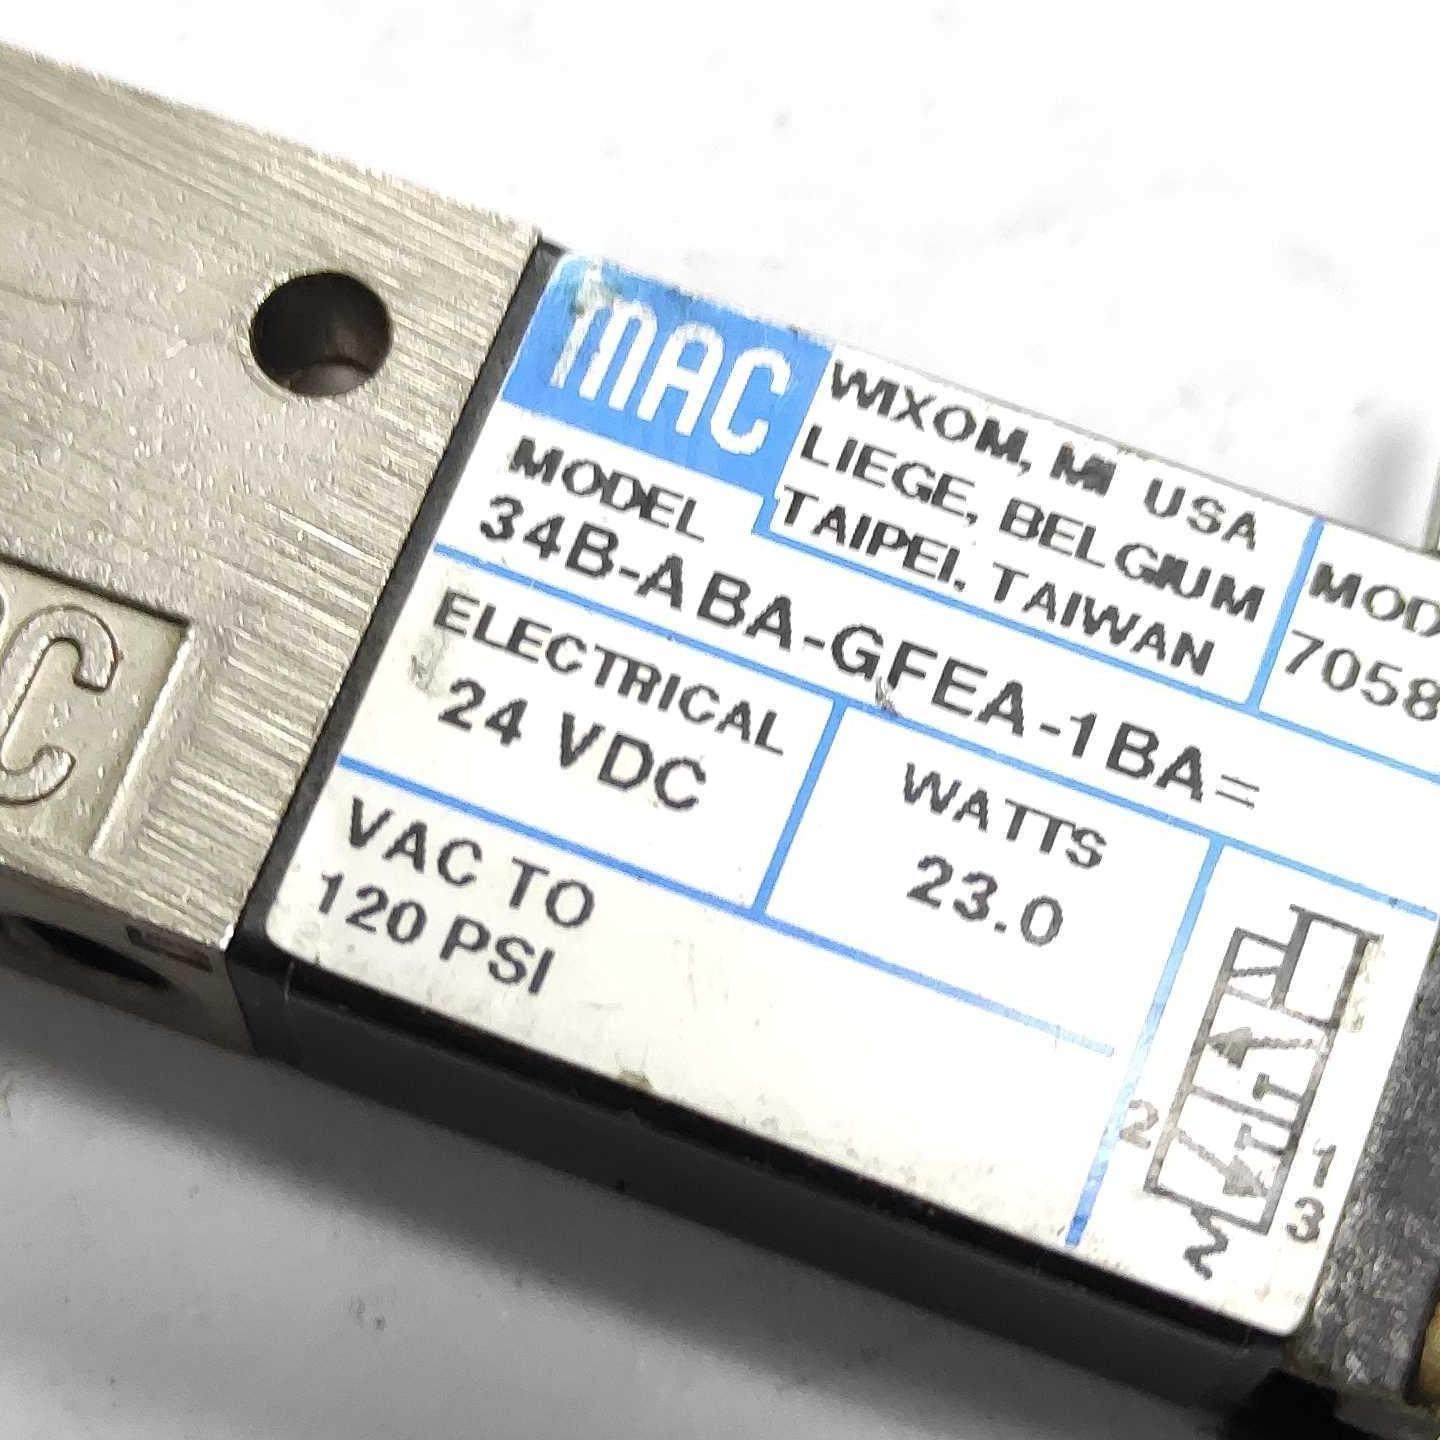 MAC
WIXOM, MI USA
LIEGE, BELGIUM
TAIPEI, TAIWAN
MOD
7058
MODEL
34B-ABA-GFEA-1BA=
ELECTRICAL
24 VDC
WATTS
23.0
VAC TO
120 PSI
2
1
3
C